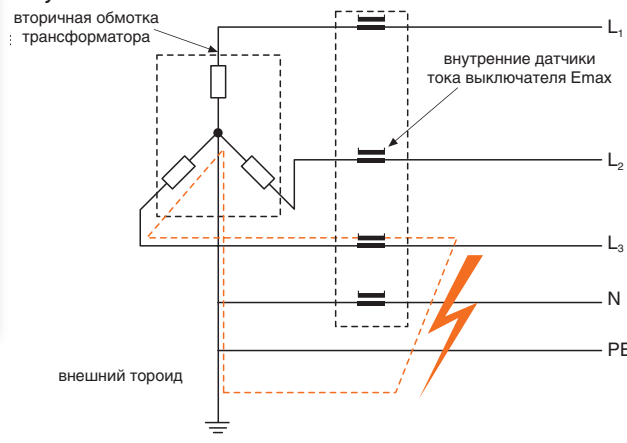 вторичная обмотка
трансформатора
L1
внутренние датчики
тока выключателя Emax
L2
L3
N
PE
внешний тороид